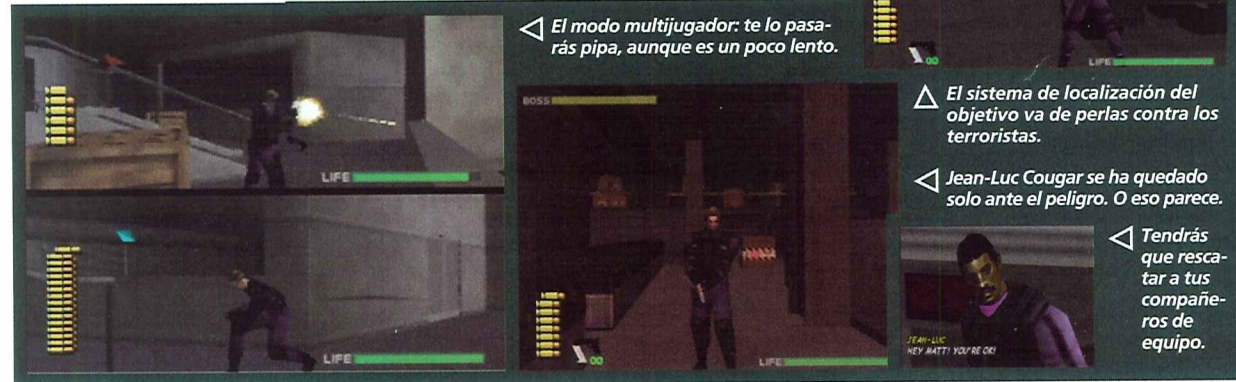 El modo multijugador: te lo pasa-
rás pipa, aunque es un poco lento.
LIFE
LIFE
BOSS
LIFE
LIFE
El sistema de localización del
objetivo va de perlas contra los
terroristas.
Jean-Luc Cougar se ha quedado
solo ante el peligro. O eso parece.
JEAN-LUC
HEY MATT! YOU'RE OK!
Tendrás
que resca-
tar a tus
compañe-
ros de
equipo.